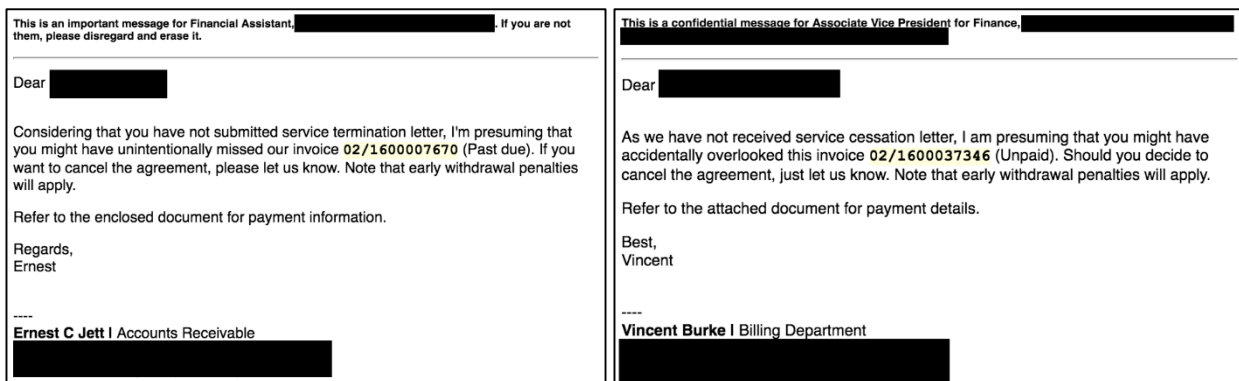 This is an important message for Financial Assistant, . If you are not
them, please disregard and erase it.
Dear
Considering that you have not submitted service termination letter, I'm presuming that
you might have unintentionally missed our invoice 02/1600007670 (Past due). If you
want to cancel the agreement, please let us know. Note that early withdrawal penalties
will apply.
Refer to the enclosed document for payment information.
Regards,
Ernest
----
Ernest C Jett | Accounts Receivable
This is a confidential message for Associate Vice President for Finance,
Dear
As we have not received service cessation letter, I am presuming that you might have
accidentally overlooked this invoice 02/1600037346 (Unpaid). Should you decide to
cancel the agreement, just let us know. Note that early withdrawal penalties will apply.
Refer to the attached document for payment details.
Best,
Vincent
----
Vincent Burke | Billing Department